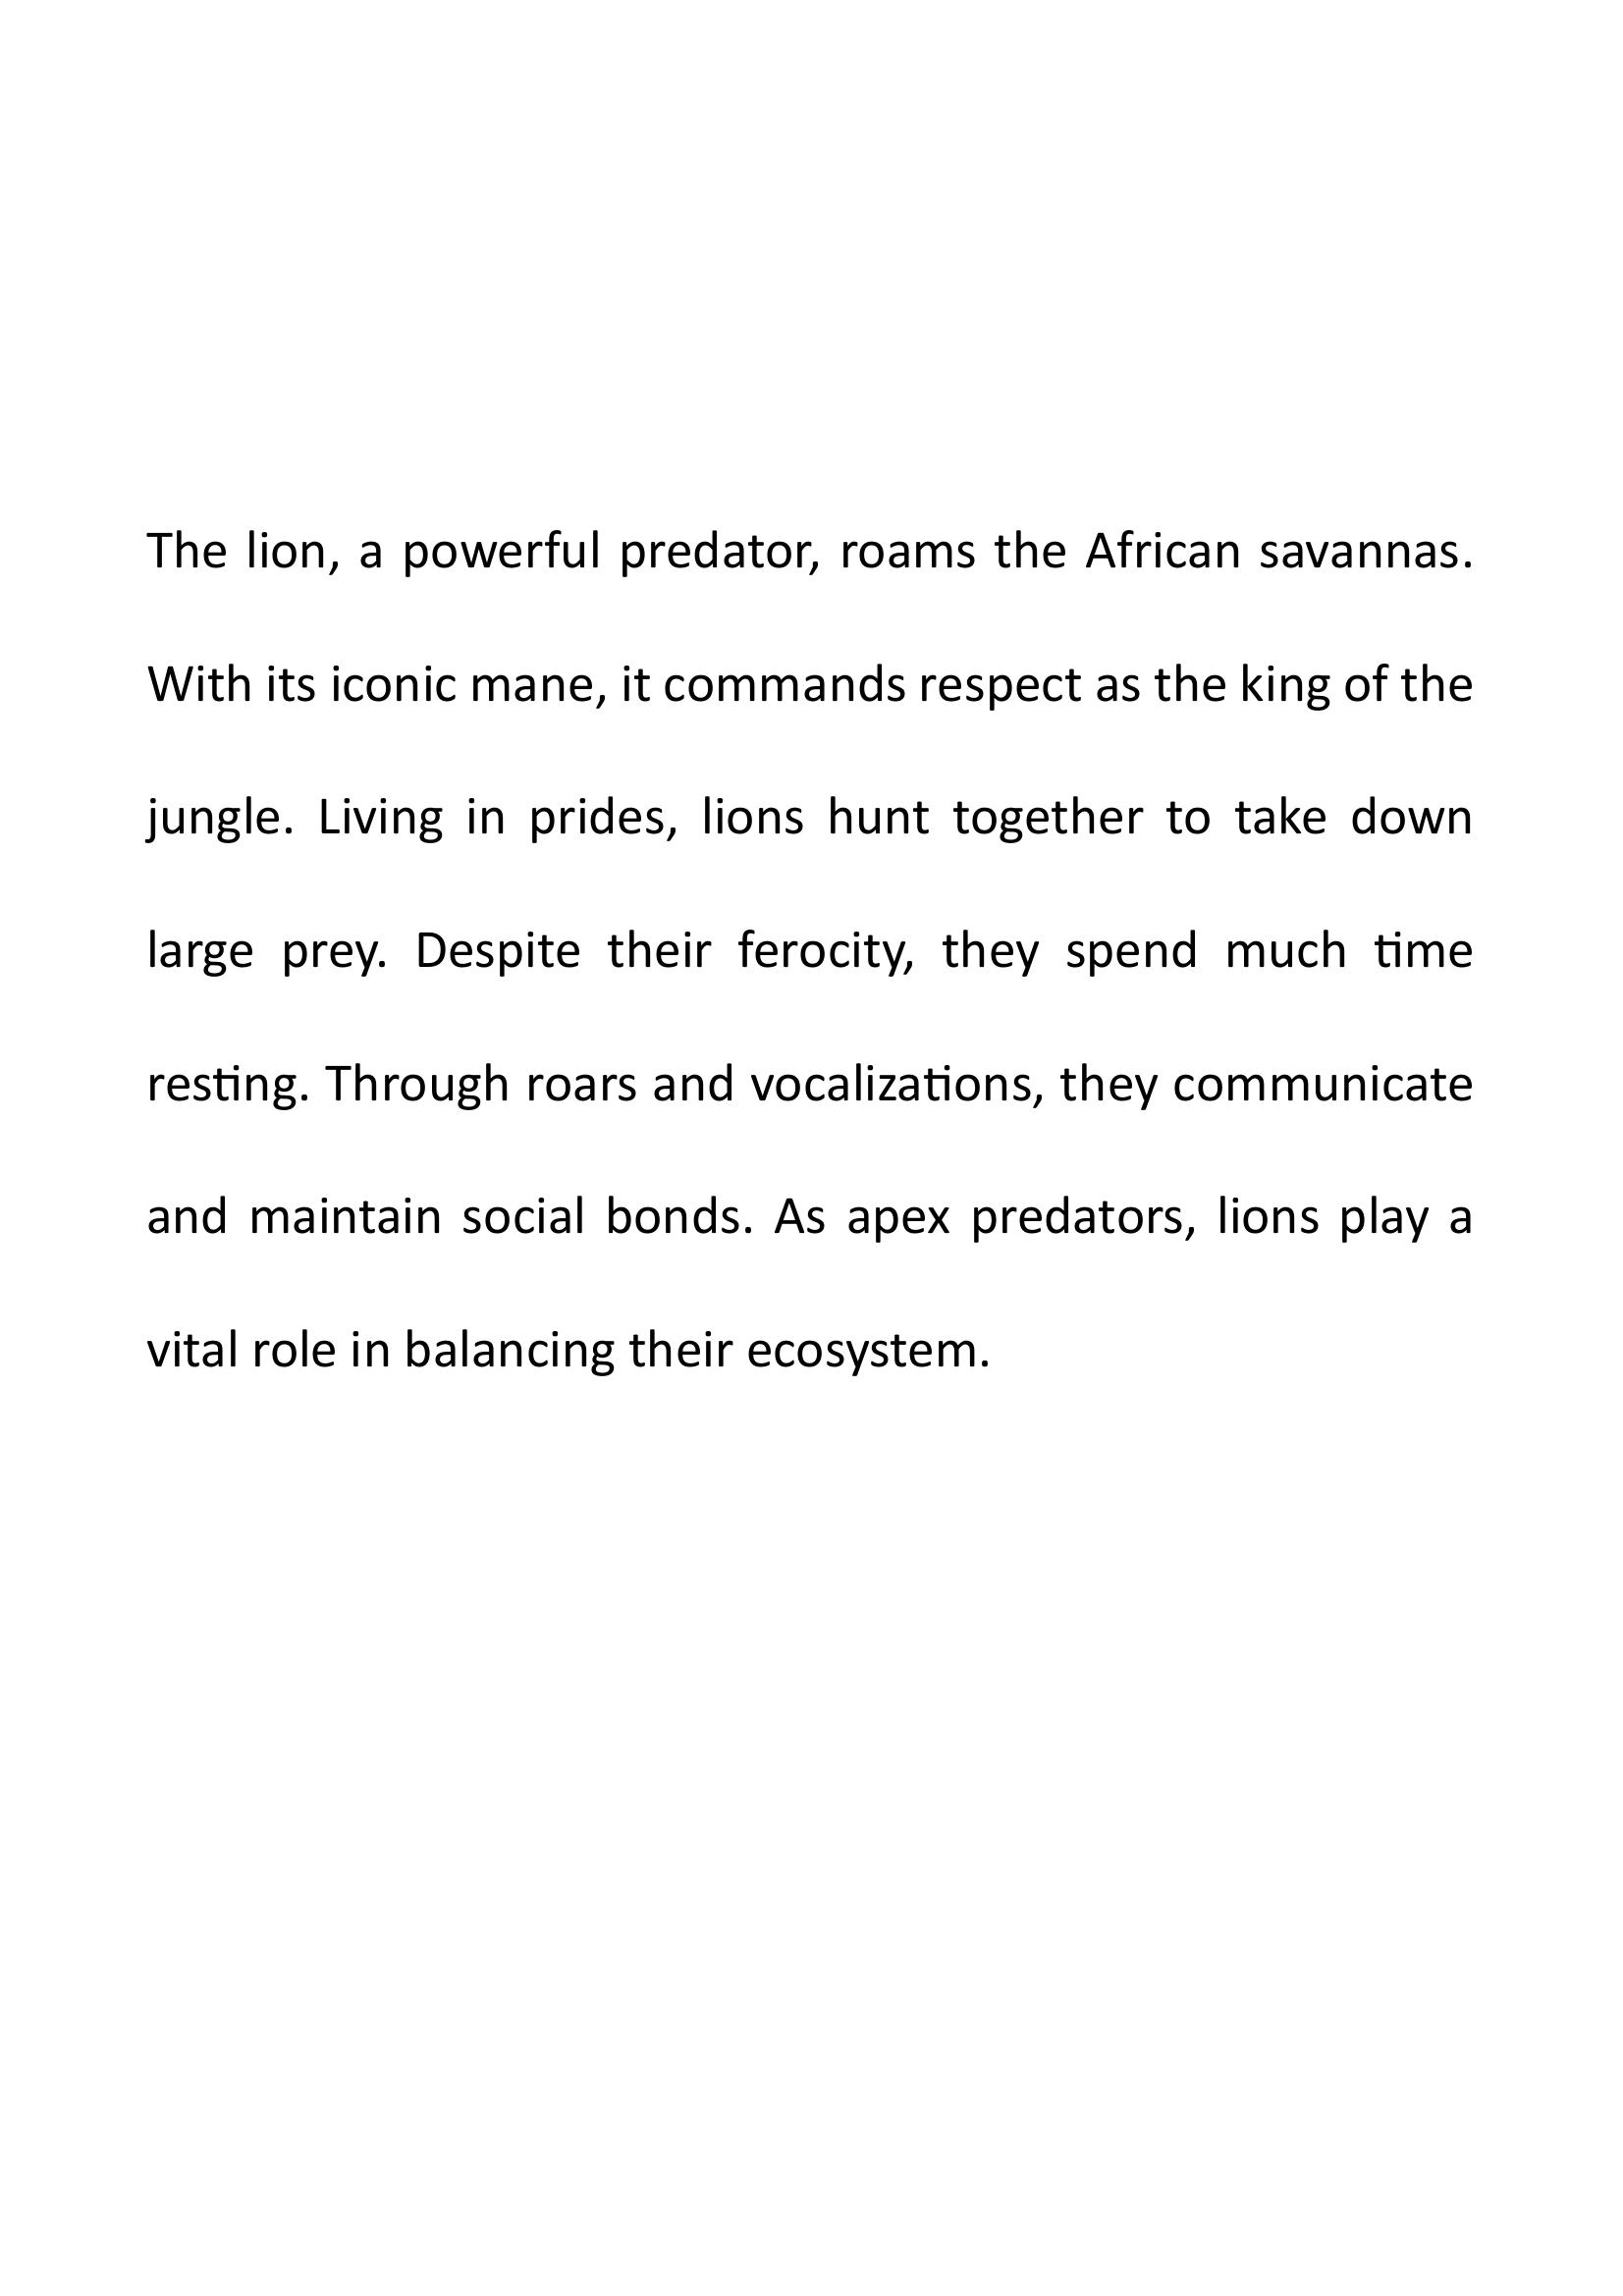 The lion, a powerful predator, roams the African savannas.
With its iconic mane, it commands respect as the king of the
jungle. Living in prides, lions hunt together to take down
large prey. Despite their ferocity, they spend much time
resting. Through roars and vocalizations, they communicate
and maintain social bonds. As apex predators, lions play a
vital role in balancing their ecosystem.